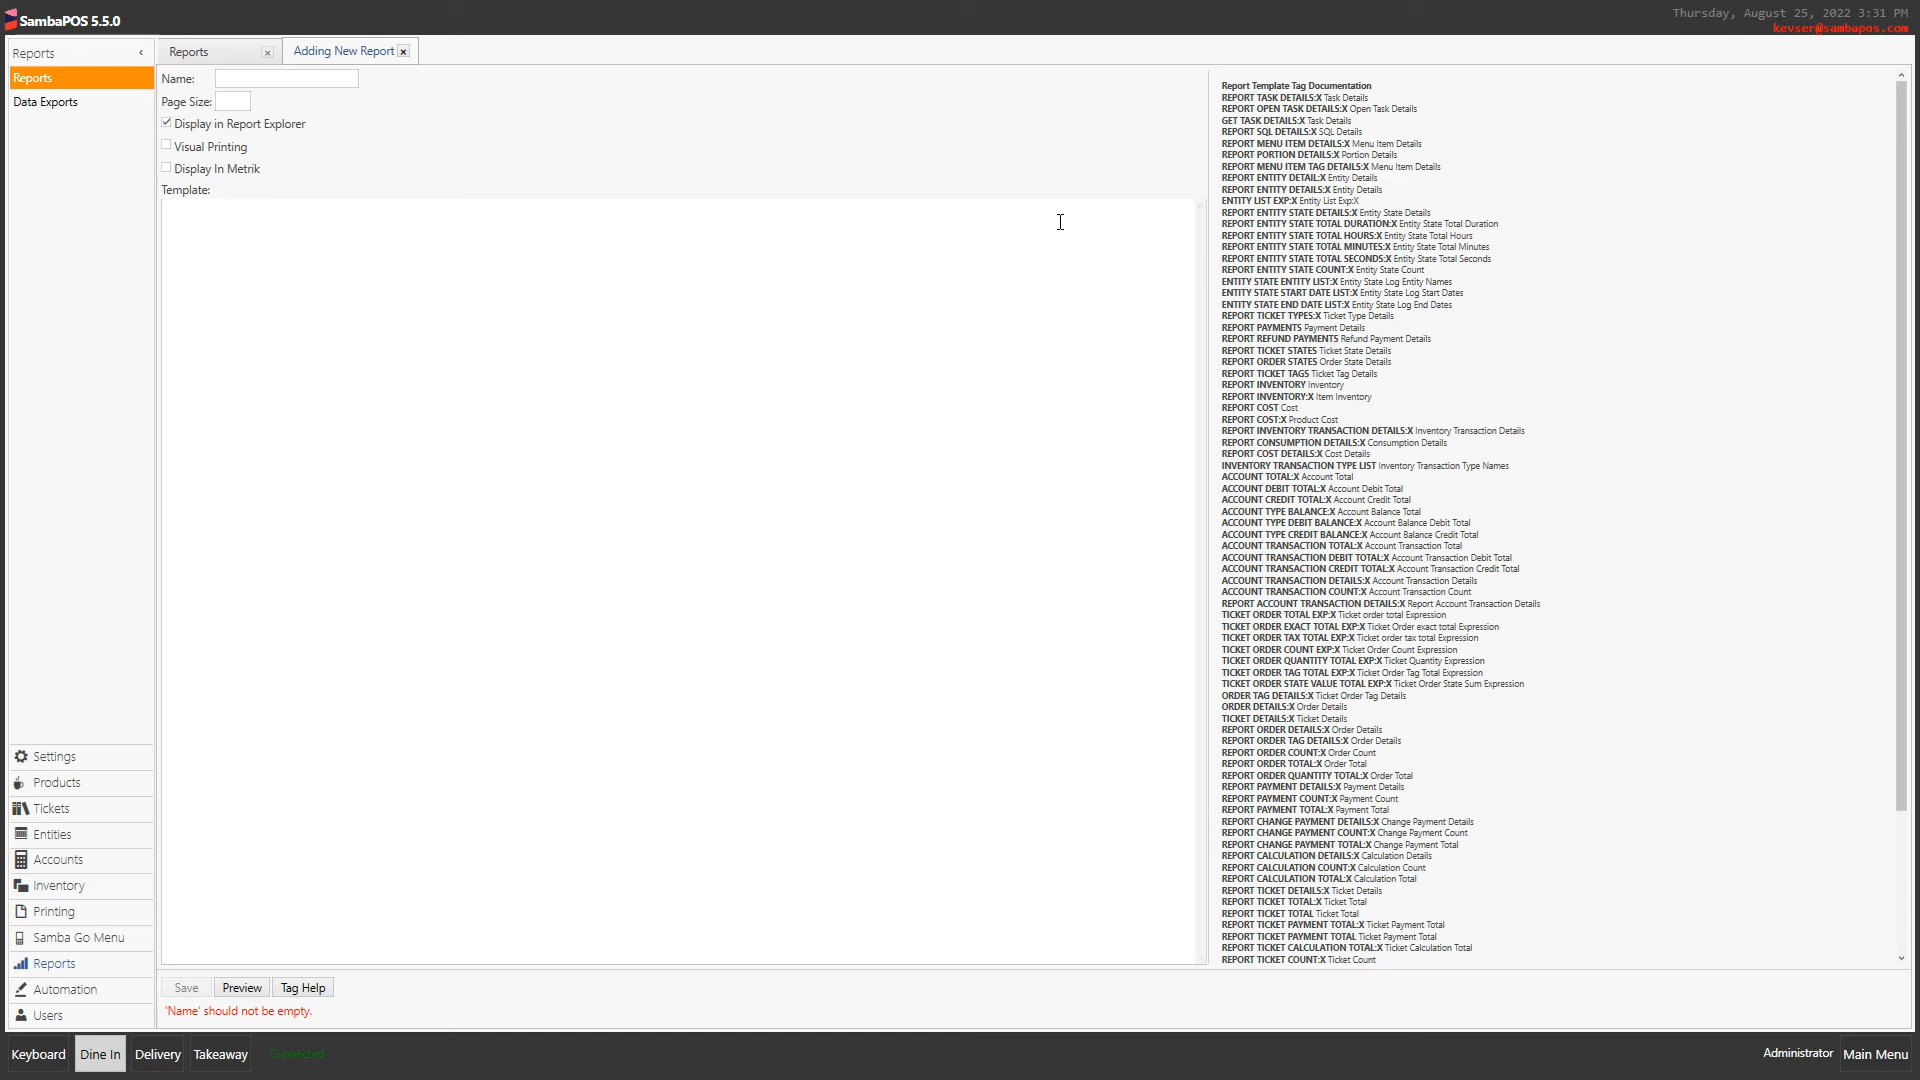 SambaPOS 5.5.0
Thursday, August 25, 2022 3:31 PM
kevser@sambapos.com
Reports
Reports
Data Exports
Reports
Adding New Report
Name:
Page Size:
Display in Report Explorer
Visual Printing
Display In Metrik
Template:
Report Template Tag Documentation
REPORT TASK DETAILS:X Task Details
REPORT OPEN TASK DETAILS:X Open Task Details
GET TASK DETAILS:X Task Details
REPORT SQL DETAILS:X SQL Details
REPORT MENU ITEM DETAILS:X Menu Item Details
REPORT PORTION DETAILS:X Portion Details
REPORT MENU ITEM TAG DETAILS:X Menu Item Details
REPORT ENTITY DETAIL:X Entity Details
REPORT ENTITY DETAILS:X Entity Details
ENTITY LIST EXP:X Entity List Exp:X
REPORT ENTITY STATE DETAILS:X Entity State Details
REPORT ENTITY STATE TOTAL DURATION:X Entity State Total Duration
REPORT ENTITY STATE TOTAL HOURS:X Entity State Total Hours
REPORT ENTITY STATE TOTAL MINUTES:X Entity State Total Minutes
REPORT ENTITY STATE TOTAL SECONDS:X Entity State Total Seconds
REPORT ENTITY STATE COUNT:X Entity State Count
ENTITY STATE ENTITY LIST:X Entity State Log Entity Names
ENTITY STATE START DATE LIST:X Entity State Log Start Dates
ENTITY STATE END DATE LIST:X Entity State Log End Dates
REPORT TICKET TYPES:X Ticket Type Details
REPORT PAYMENTS Payment Details
REPORT REFUND PAYMENTS Refund Payment Details
REPORT TICKET STATES Ticket State Details
REPORT ORDER STATES Order State Details
REPORT TICKET TAGS Ticket Tag Details
REPORT INVENTORY Inventory
REPORT INVENTORY:X Item Inventory
REPORT COST Cost
REPORT COST:X Product Cost
REPORT INVENTORY TRANSACTION DETAILS:X Inventory Transaction Details
REPORT CONSUMPTION DETAILS:X Consumption Details
REPORT COST DETAILS:X Cost Details
INVENTORY TRANSACTION TYPE LIST Inventory Transaction Type Names
ACCOUNT TOTAL:X Account Total
ACCOUNT DEBIT TOTAL:X Account Debit Total
ACCOUNT CREDIT TOTAL:X Account Credit Total
ACCOUNT TYPE BALANCE:X Account Balance Total
ACCOUNT TYPE DEBIT BALANCE:X Account Balance Debit Total
ACCOUNT TYPE CREDIT BALANCE:X Account Balance Credit Total
ACCOUNT TRANSACTION TOTAL:X Account Transaction Total
ACCOUNT TRANSACTION DEBIT TOTAL:X Account Transaction Debit Total
ACCOUNT TRANSACTION CREDIT TOTAL:X Account Transaction Credit Total
ACCOUNT TRANSACTION DETAILS:X Account Transaction Details
ACCOUNT TRANSACTION COUNT:X Account Transaction Count
REPORT ACCOUNT TRANSACTION DETAILS:X Report Account Transaction Details
TICKET ORDER TOTAL EXP:X Ticket order total Expression
TICKET ORDER EXACT TOTAL EXP:X Ticket Order exact total Expression
TICKET ORDER TAX TOTAL EXP:X Ticket order tax total Expression
TICKET ORDER COUNT EXP:X Ticket Order Count Expression
TICKET ORDER QUANTITY TOTAL EXP:X Ticket Quantity Expression
TICKET ORDER TAG TOTAL EXP:X Ticket Order Tag Total Expression
TICKET ORDER STATE VALUE TOTAL EXP:X Ticket Order State Sum Expression
ORDER TAG DETAILS:X Ticket Order Tag Details
ORDER DETAILS:X Order Details
TICKET DETAILS:X Ticket Details
REPORT ORDER DETAILS:X Order Details
REPORT ORDER TAG DETAILS:X Order Details
REPORT ORDER COUNT:X Order Count
REPORT ORDER TOTAL:X Order Total
REPORT ORDER QUANTITY TOTAL:X Order Total
REPORT PAYMENT DETAILS:X Payment Details
REPORT PAYMENT COUNT:X Payment Count
REPORT PAYMENT TOTAL:X Payment Total
REPORT CHANGE PAYMENT DETAILS:X Change Payment Details
REPORT CHANGE PAYMENT COUNT:X Change Payment Count
REPORT CHANGE PAYMENT TOTAL:X Change Payment Total
REPORT CALCULATION DETAILS:X Calculation Details
REPORT CALCULATION COUNT:X Calculation Count
REPORT CALCULATION TOTAL:X Calculation Total
REPORT TICKET DETAILS:X Ticket Details
REPORT TICKET TOTAL:X Ticket Total
REPORT TICKET TOTAL Ticket Total
REPORT TICKET PAYMENT TOTAL:X Ticket Payment Total
REPORT TICKET PAYMENT TOTAL Ticket Payment Total
REPORT TICKET CALCULATION TOTAL:X Ticket Calculation Total
REPORT TICKET COUNT:X Ticket Count
Settings
Products
Tickets
Entities
Accounts
Inventory
Printing
Samba Go Menu
Reports
Automation
Users
Save
Preview
Tag Help
'Name' should not be empty.
Keyboard
Dine In
Delivery
Takeaway
Connected
Administrator
Main Menu